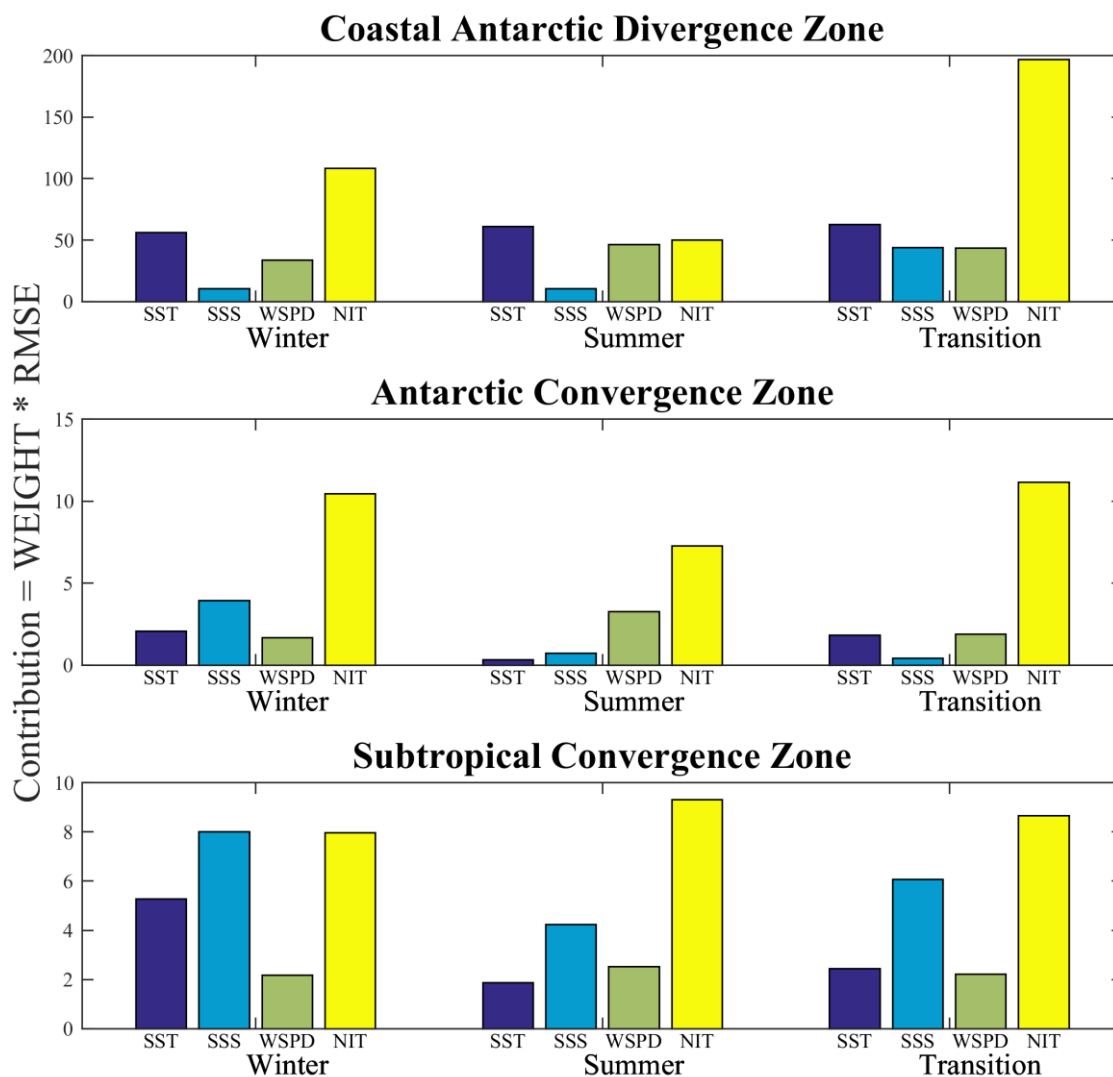 Coastal Antarctic Divergence Zone
200
150
100
50
0
SST SSS WSPD NIT SST SSS WSPD NIT SST SSS WSPD NIT
Winter Summer Transition
Contribution = WEIGHT * RMSE
Antarctic Convergence Zone
15
10
5
0
SST SSS WSPD NIT SST SSS WSPD NIT SST SSS WSPD NIT
Winter Summer Transition
Subtropical Convergence Zone
10
8
6
4
2
0
SST SSS WSPD NIT SST SSS WSPD NIT SST SSS WSPD NIT
Winter Summer Transition